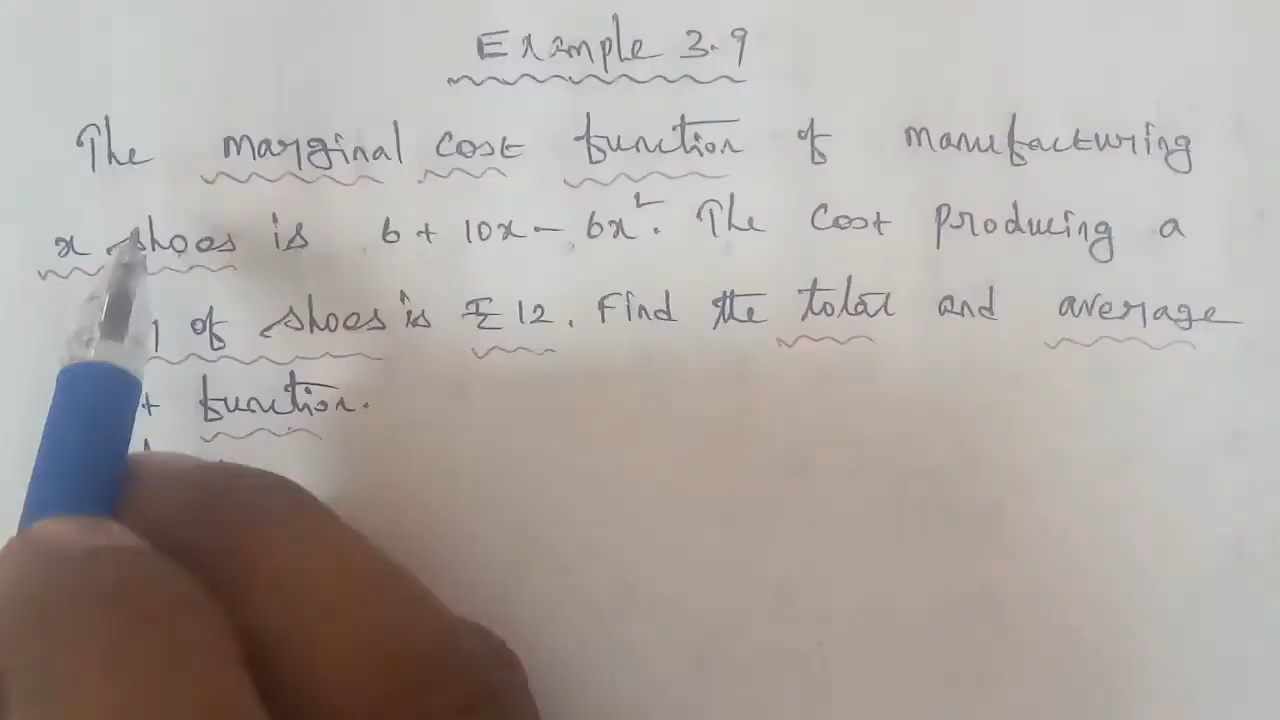 Example 3.9
The marginal cost function of manufacturing
x shoes is 6 + 10x - 6x². The cost producing a
of shoes is ₹12. Find the total and average
function.